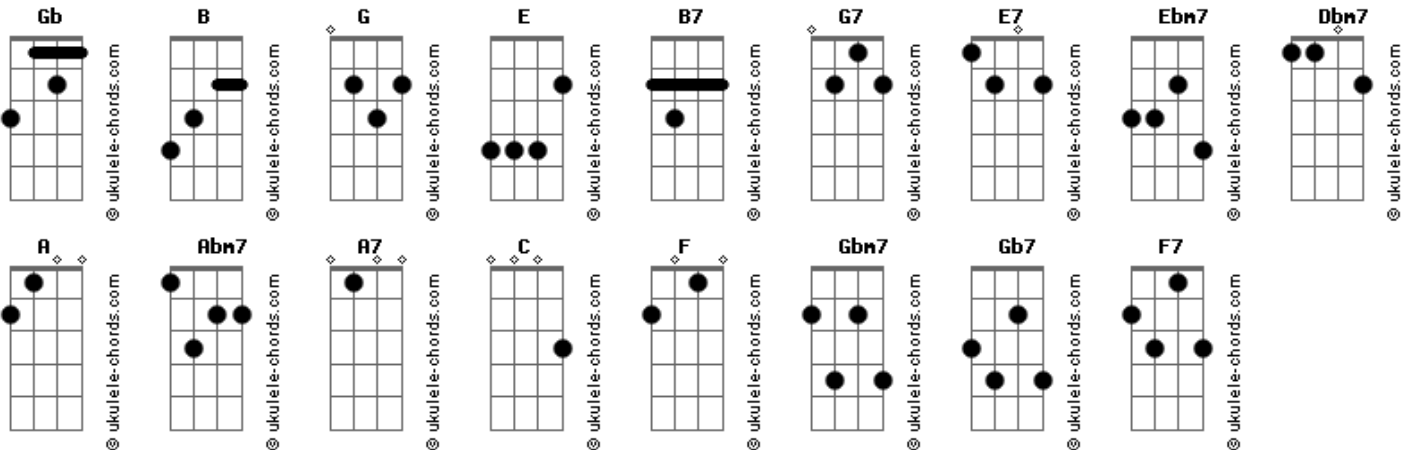 Gb B G E B7 G7 E7 Ebm7 Dbm7
© ukulele-chords.com © ukulele-chords.com © ukulele-chords.com © ukulele-chords.com © ukulele-chords.com © ukulele-chords.com © ukulele-chords.com © ukulele-chords.com © ukulele-chords.com
A Abm7 A7 C F Gbm7 Gb7 F7
© ukulele-chords.com © ukulele-chords.com © ukulele-chords.com © ukulele-chords.com © ukulele-chords.com © ukulele-chords.com © ukulele-chords.com © ukulele-chords.com